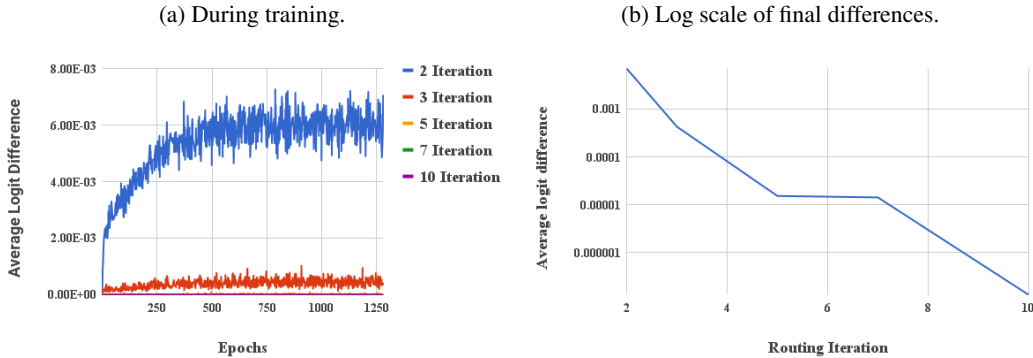 (a) During training.
(b) Log scale of final differences.
8.00E-03
6.00E-03
4.00E-03
2.00E-03
0.00E+00
Average Logit Difference
250
500
750
1000
1250
Epochs
2 Iteration
3 Iteration
5 Iteration
7 Iteration
10 Iteration
0.001
0.0001
0.00001
0.000001
Average logit difference
2
4
6
8
10
Routing Iteration